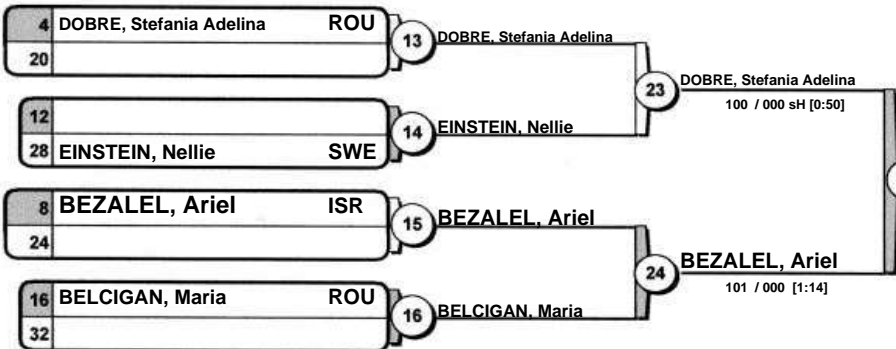 4 DOBRE, Stefania Adelina ROU
20
13 DOBRE, Stefania Adelina
12
28 EINSTEIN, Nellie SWE
14 EINSTEIN, Nellie
23 DOBRE, Stefania Adelina
100 / 000 sH [0:50]
8 BEZALEL, Ariel ISR
24
15 BEZALEL, Ariel
16 BELCIGAN, Maria ROU
32
16 BELCIGAN, Maria
24 BEZALEL, Ariel
101 / 000 [1:14]